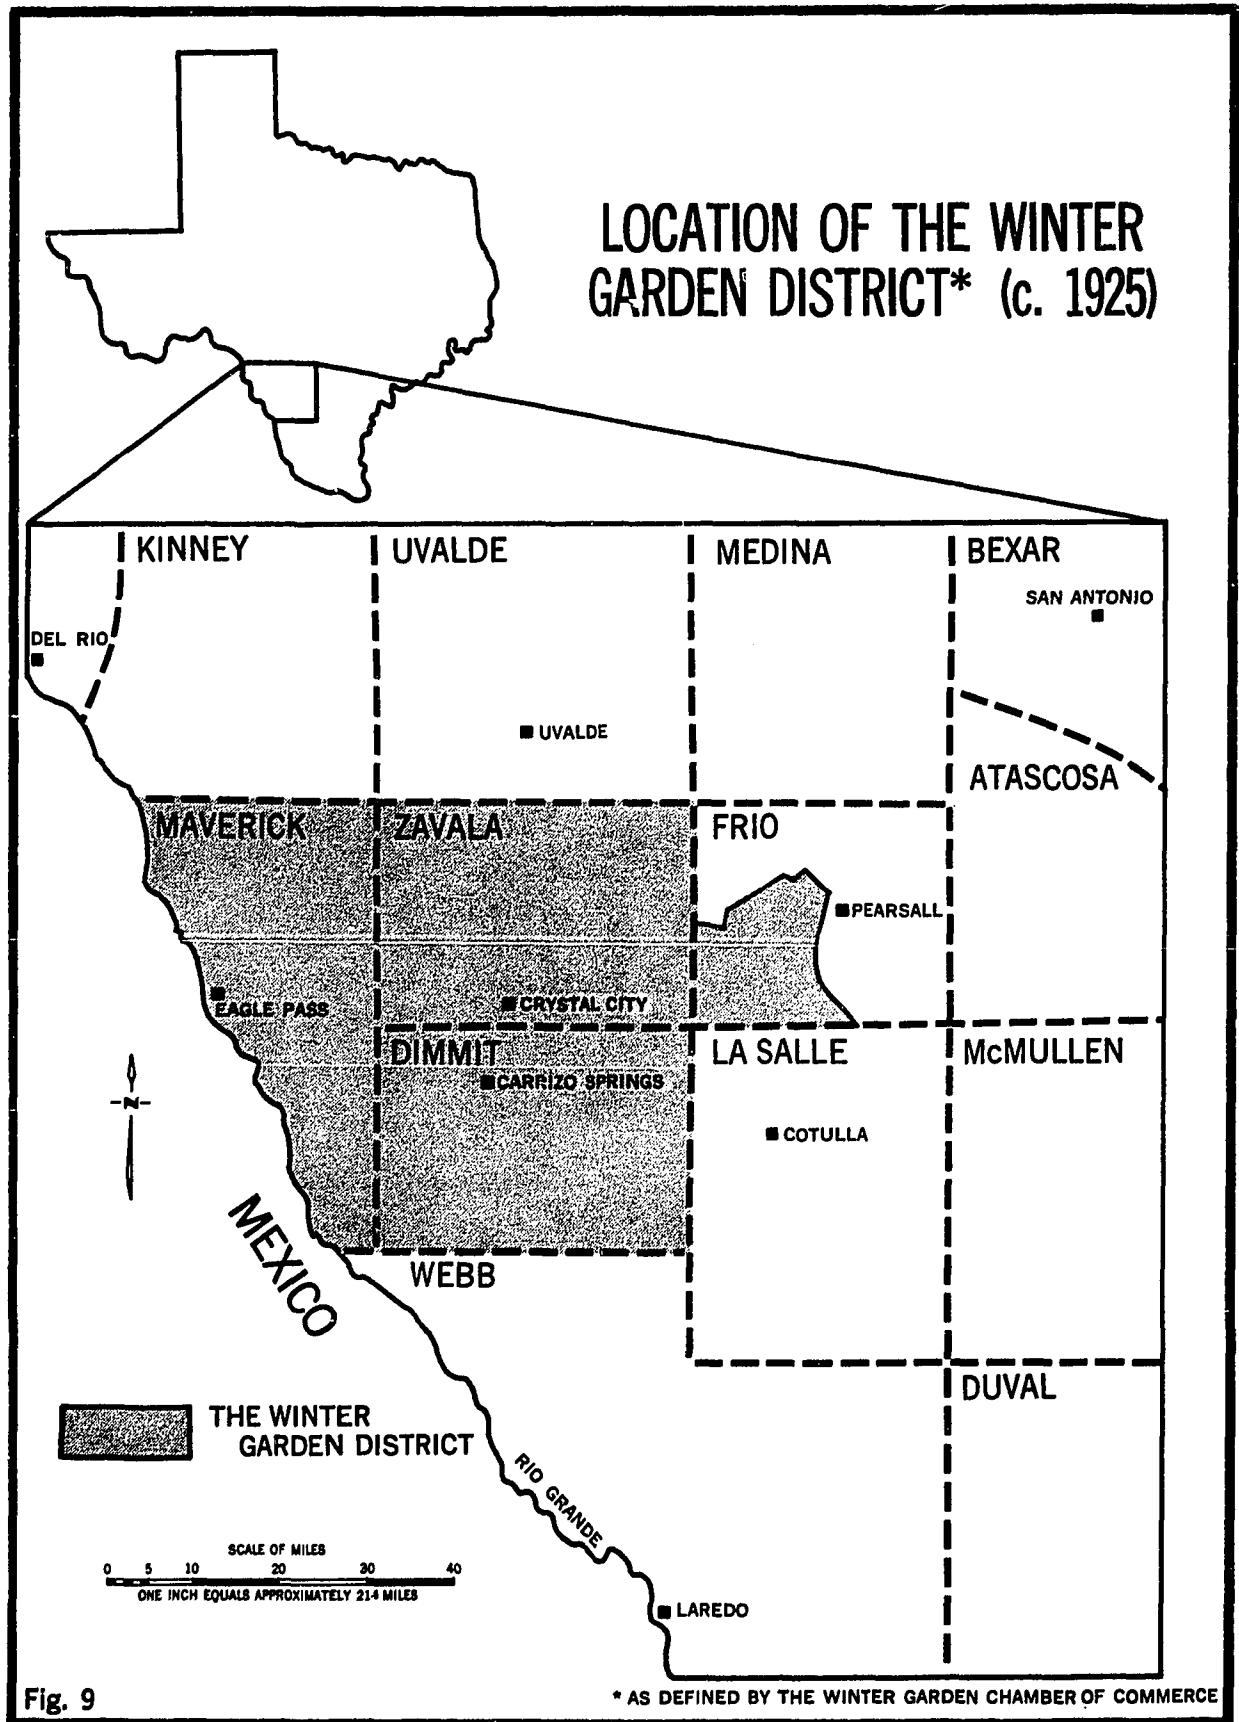 LOCATION OF THE WINTER
GARDEN DISTRICT* (c. 1925)
KINNEY
UVALDE
MEDINA
BEXAR
SAN ANTONIO
DEL RIO
UVALDE
ATASCOSA
MAVERICK
ZAVALA
FRIO
PEARSALL
EAGLE PASS
CRYSTAL CITY
DIMMIT
LA SALLE
McMULLEN
CARRIZO SPRINGS
-N-
COTULLA
MEXICO
WEBB
DUVAL
THE WINTER
GARDEN DISTRICT
RIO GRANDE
SCALE OF MILES
0 5 10 20 30 40
ONE INCH EQUALS APPROXIMATELY 21.4 MILES
LAREDO
Fig. 9
* AS DEFINED BY THE WINTER GARDEN CHAMBER OF COMMERCE